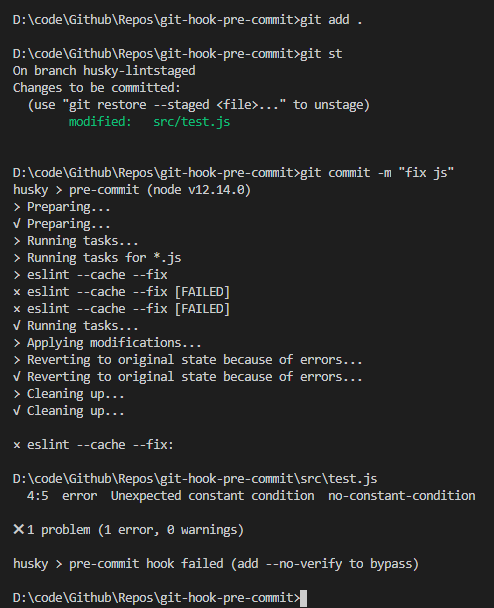 D:\code\Github\Repos\git-hook-pre-commit>git add .
D:\code\Github\Repos\git-hook-pre-commit>git st
On branch husky-lintstaged
Changes to be committed:
  (use "git restore --staged <file>..." to unstage)
        modified:   src/test.js
D:\code\Github\Repos\git-hook-pre-commit>git commit -m "fix js"
husky > pre-commit (node v12.14.0)
> Preparing...
√ Preparing...
> Running tasks...
> Running tasks for *.js
> eslint --cache --fix
× eslint --cache --fix [FAILED]
× eslint --cache --fix [FAILED]
√ Running tasks...
> Applying modifications...
> Reverting to original state because of errors...
√ Reverting to original state because of errors...
> Cleaning up...
√ Cleaning up...
× eslint --cache --fix:
D:\code\Github\Repos\git-hook-pre-commit\src\test.js
  4:5  error  Unexpected constant condition  no-constant-condition
✖ 1 problem (1 error, 0 warnings)
husky > pre-commit hook failed (add --no-verify to bypass)
D:\code\Github\Repos\git-hook-pre-commit>